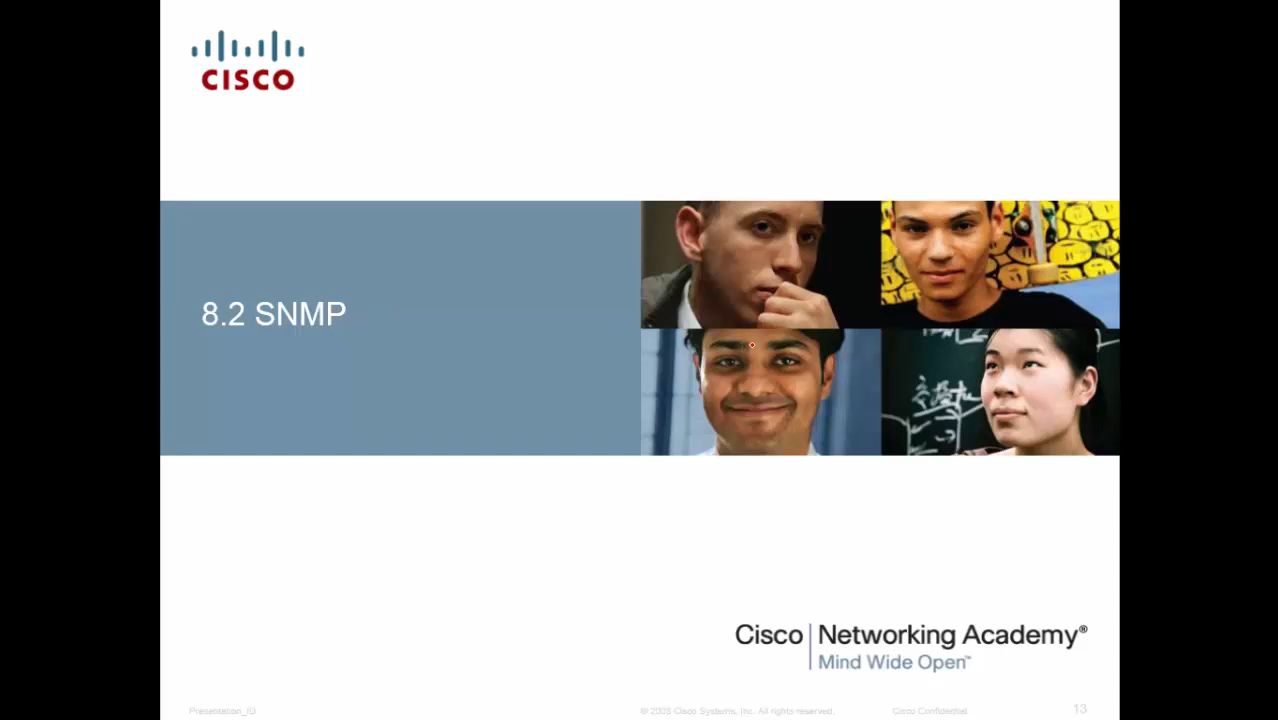 CISCO
8.2 SNMP
Cisco Networking Academy®
Mind Wide Open™
Presentation_ID
© 2008 Cisco Systems, Inc. All rights reserved.
Cisco Confidential
13